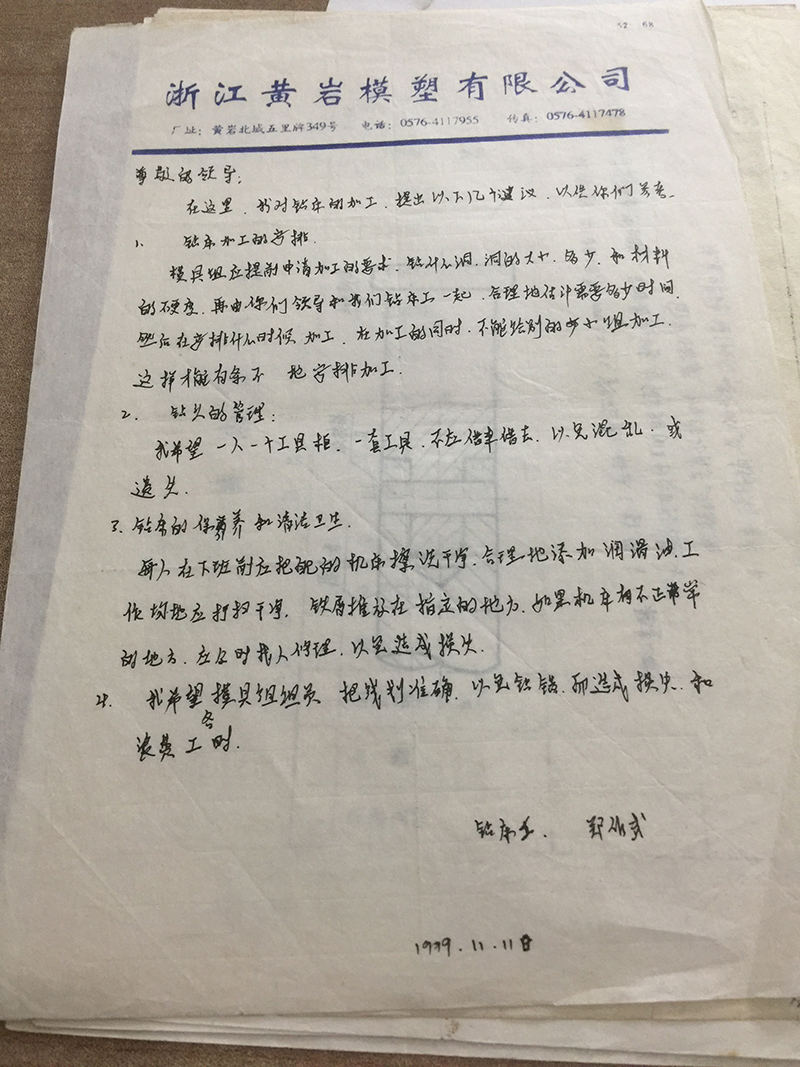 浙江黄岩模塑有限公司
厂址：黄岩北城五里牌349号 电话：0576-4117955 传真：0576-4117478
尊敬的领导：
在这里，我对钻床的加工，提出以下几个建议，以供你们参考。
1、 钻床加工的安排．
模具组应提前申请加工的要求，钻什么洞，洞的大小，多少，和材料
的硬度，再由你们领导和我们钻床工一起，合理地估计需要多少时间，
然后在安排什么时候加工，在加工的同时，不能给别的小组加工．
这样才能有条不 地安排加工．
2． 钻头的管理：
我希望一人一个工具柜，一套工具，不应借来借去，以免混乱，或
遗失．
3、钻床的保养和清洁卫生．
每人在下班前应把配的机床擦洗干净，合理地添加润滑油，工
作场地应打扫干净，铁屑堆放在指定的地方，如果机车有不正常
的地方，应及时找人修理，以免造成损失．
4． 我希望模具组组员把线划准确，以免钻错，而造成损失，和
浪费工时．
各
钻床工． 郑
1999．11．11日